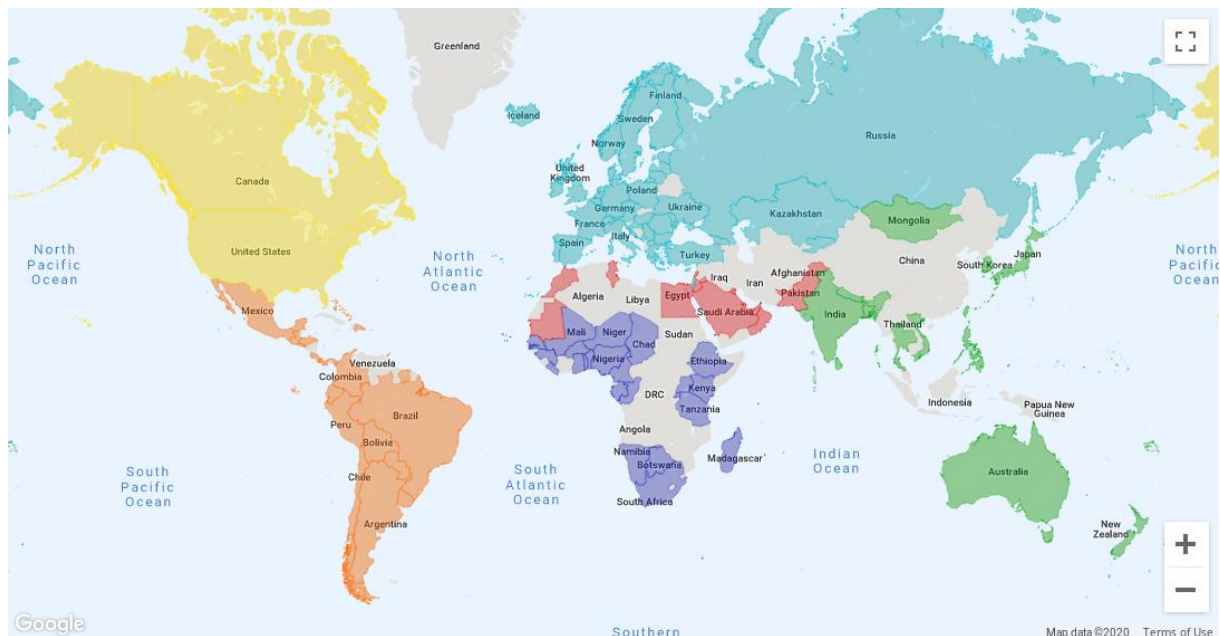 Greenland
Iceland
Finland
Sweden
Norway
Russia
United
Kingdom
Canada
Poland
Germany
Ukraine
Kazakhstan
France
Mongolia
North
Pacific
Ocean
United States
North
Atlantic
Ocean
Spain
Italy
Turkey
China
South Korea
Japan
North
Pacific
Ocean
Iraq
Iran
Afghanistan
Algeria
Libya
Egypt
Saudi Arabia
Pakistan
India
Mexico
Mali
Niger
Chad
Sudan
Thailand
Venezuela
Colombia
Nigeria
Ethiopia
Kenya
DRC
Tanzania
Indonesia
Papua New
Guinea
Brazil
Peru
Bolivia
Angola
Namibia
Botswana
Madagascar
Indian
Ocean
South
Pacific
Ocean
Chile
South
Atlantic
Ocean
South Africa
Australia
Argentina
New
Zealand
Google
Southern
Map data ©2020
Terms of Use